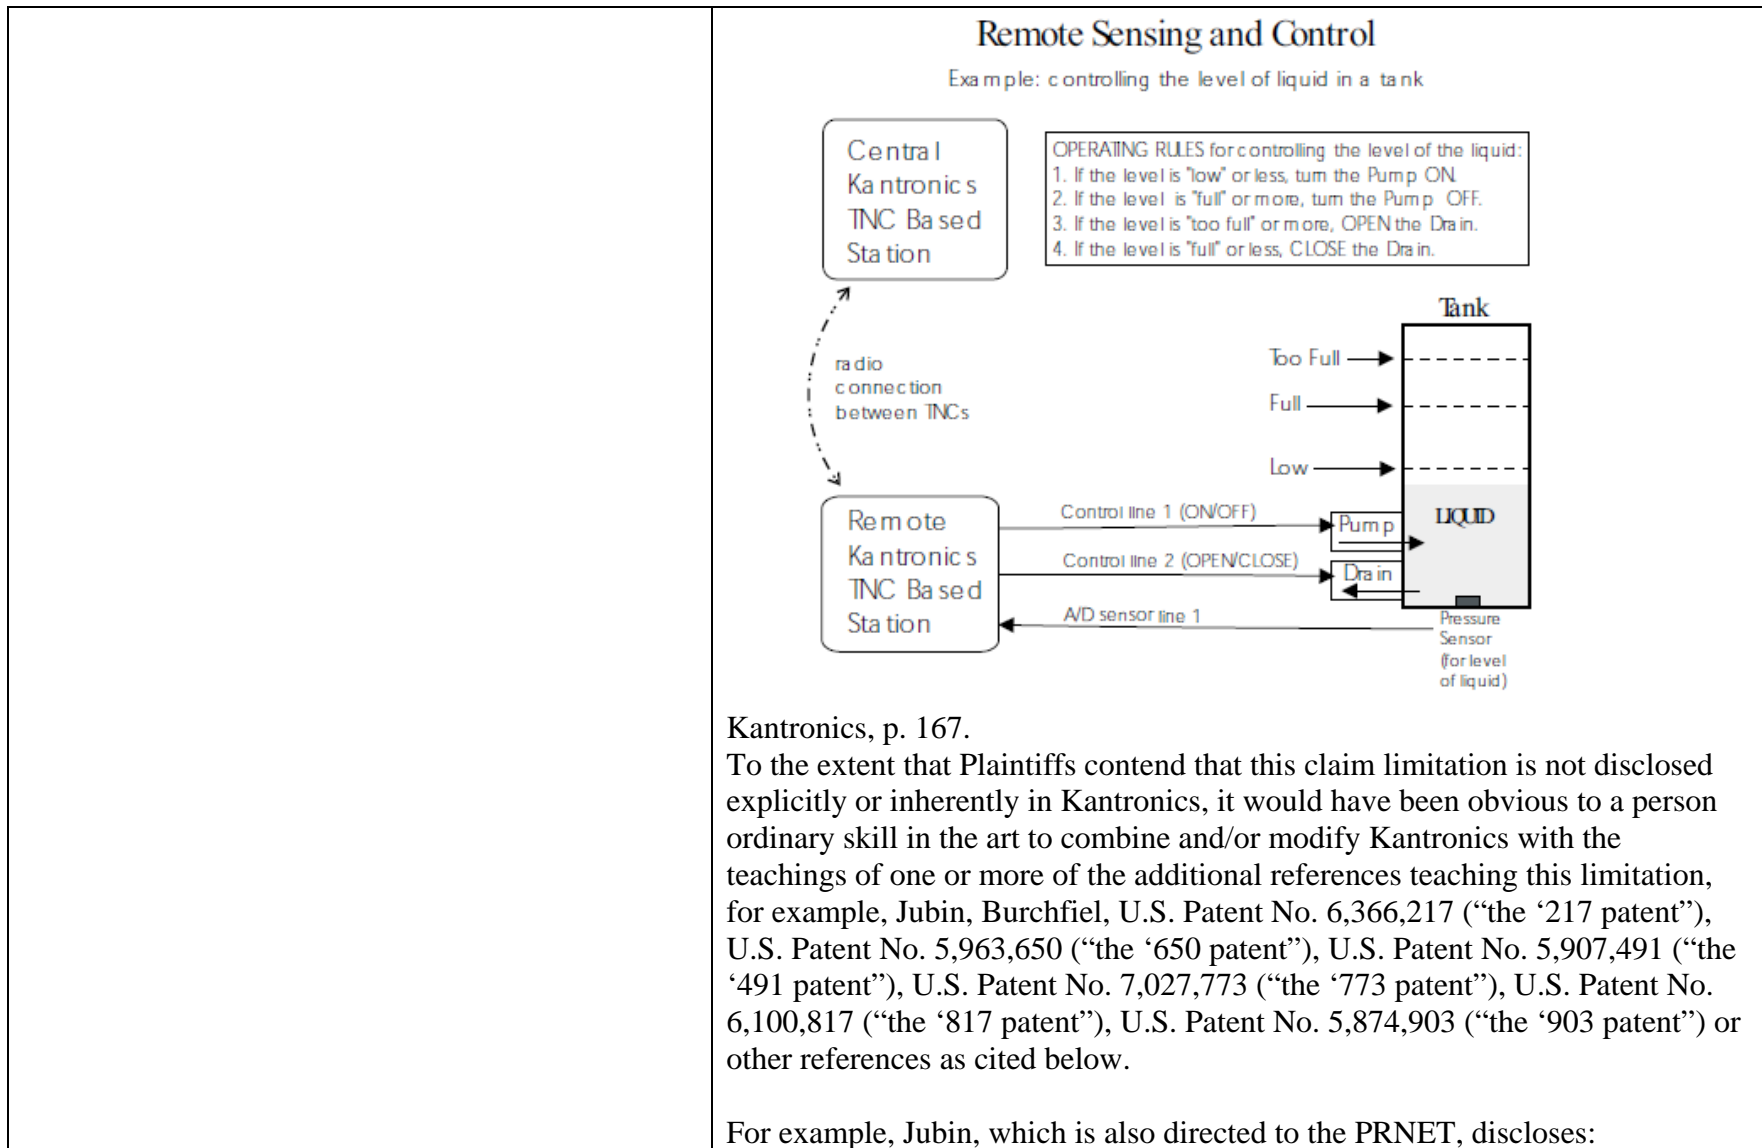 Remote Sensing and Control
Example: controlling the level of liquid in a tank
Central
Kantronics
TNC Based
Station
OPERATING RULES for controlling the level of the liquid:
1. If the level is "low" or less, turn the Pump ON.
2. If the level is "full" or more, turn the Pump OFF.
3. If the level is "too full" or more, OPEN the Drain.
4. If the level is "full" or less, CLOSE the Drain.
radio
connection
between TNCs
Tank
Too Full
Full
Low
LIQUID
Remote
Kantronics
TNC Based
Station
Control line 1 (ON/OFF)
Pump
Control line 2 (OPEN/CLOSE)
Drain
A/D sensor line 1
Pressure
Sensor
(for level
of liquid)
Kantronics, p. 167.
To the extent that Plaintiffs contend that this claim limitation is not disclosed
explicitly or inherently in Kantronics, it would have been obvious to a person
ordinary skill in the art to combine and/or modify Kantronics with the
teachings of one or more of the additional references teaching this limitation,
for example, Jubin, Burchfiel, U.S. Patent No. 6,366,217 (“the ‘217 patent”),
U.S. Patent No. 5,963,650 (“the ‘650 patent”), U.S. Patent No. 5,907,491 (“the
‘491 patent”), U.S. Patent No. 7,027,773 (“the ‘773 patent”), U.S. Patent No.
6,100,817 (“the ‘817 patent”), U.S. Patent No. 5,874,903 (“the ‘903 patent”) or
other references as cited below.
For example, Jubin, which is also directed to the PRNET, discloses: